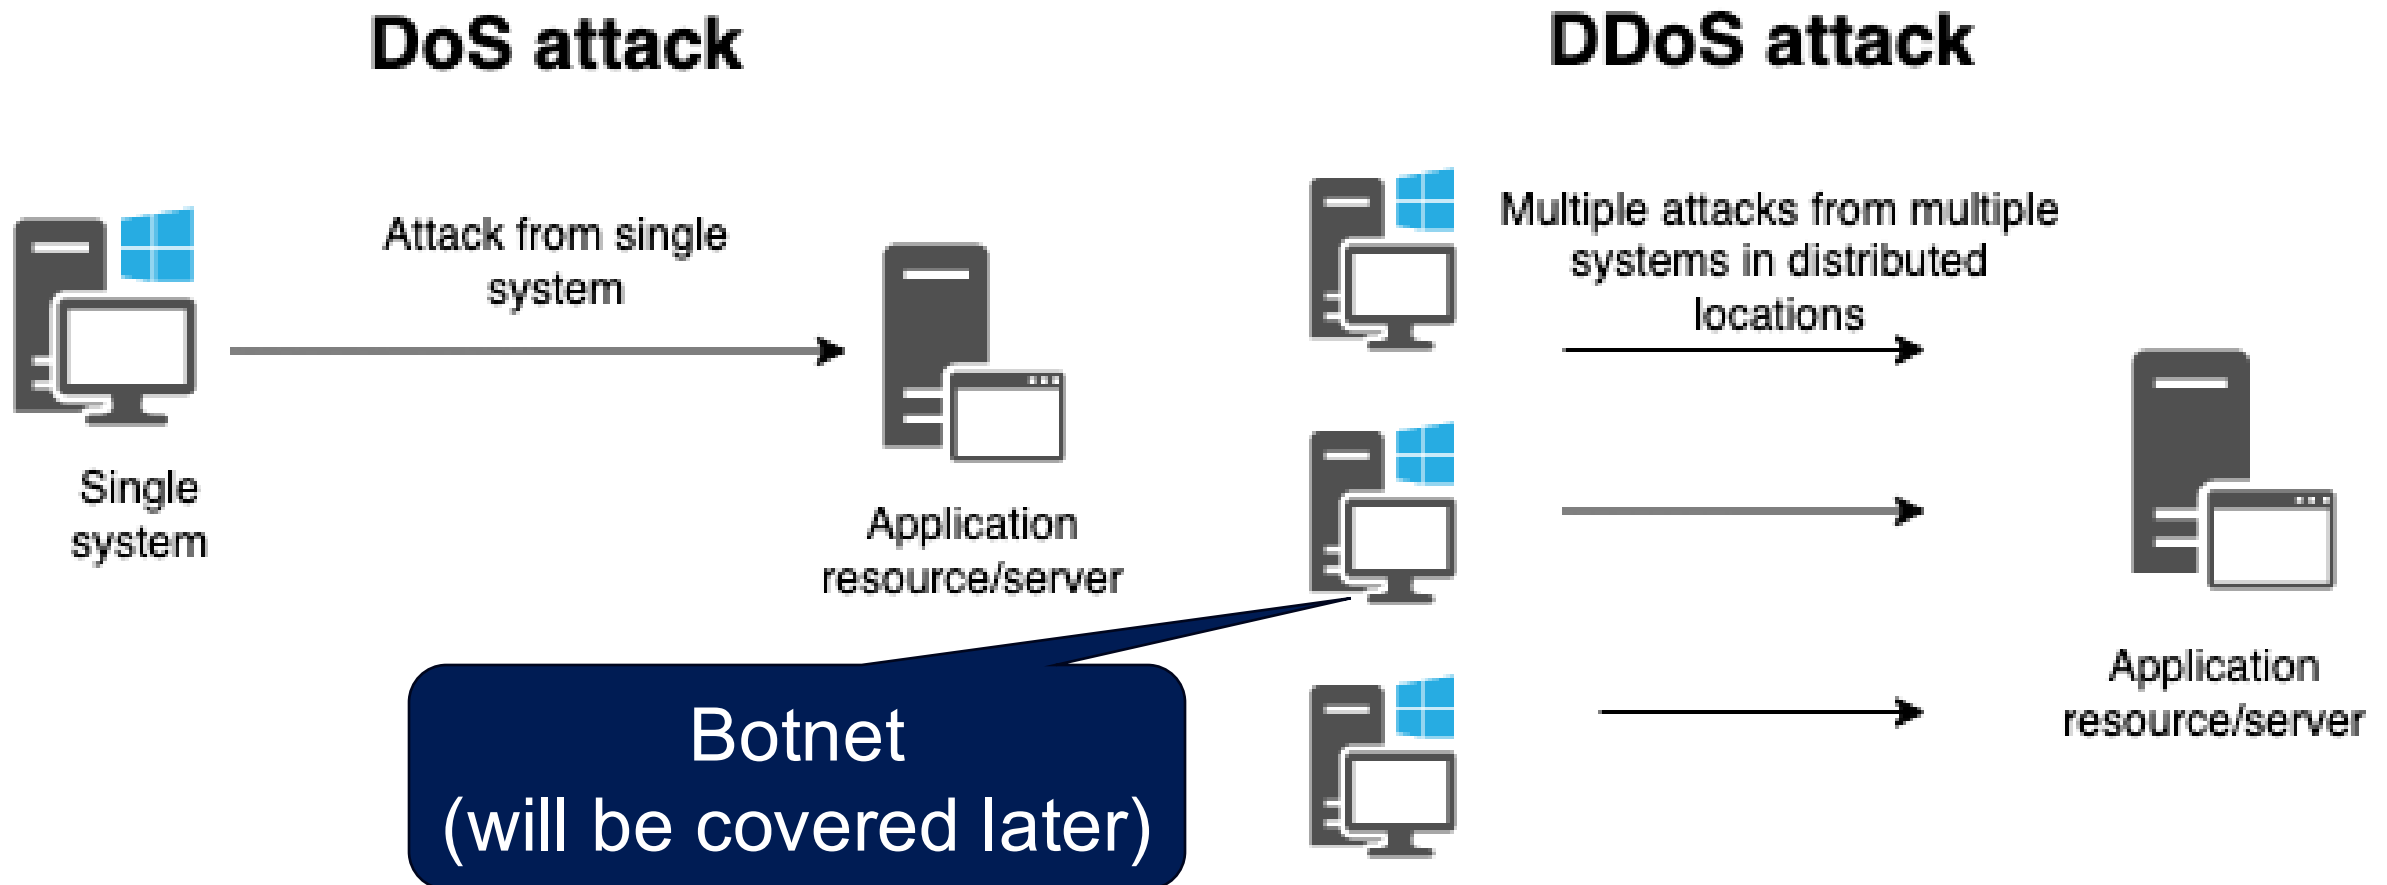 DoS attack
Attack from single
system
Single
system
Application
resource/server
DDoS attack
Multiple attacks from multiple
systems in distributed
locations
Application
resource/server
Botnet
(will be covered later)